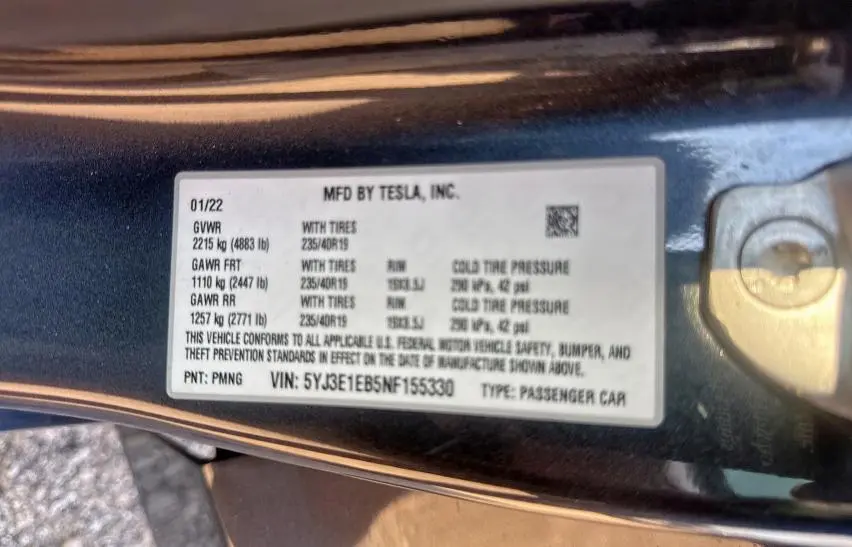 MFD BY TESLA, INC.
01/22
GVWR WITH TIRES
2215 kg (4883 lb) 235/40R19
GAWR FRT WITH TIRES RIM COLD TIRE PRESSURE
1110 kg (2447 lb) 235/40R19 19X8.5J 290 kPa, 42 psi
GAWR RR WITH TIRES RIM COLD TIRE PRESSURE
1257 kg (2771 lb) 235/40R19 19X8.5J 290 kPa, 42 psi
THIS VEHICLE CONFORMS TO ALL APPLICABLE U.S. FEDERAL MOTOR VEHICLE SAFETY, BUMPER, AND
THEFT PREVENTION STANDARDS IN EFFECT ON THE DATE OF MANUFACTURE SHOWN ABOVE.
PNT: PMNG VIN: 5YJ3E1EB5NF155330 TYPE: PASSENGER CAR